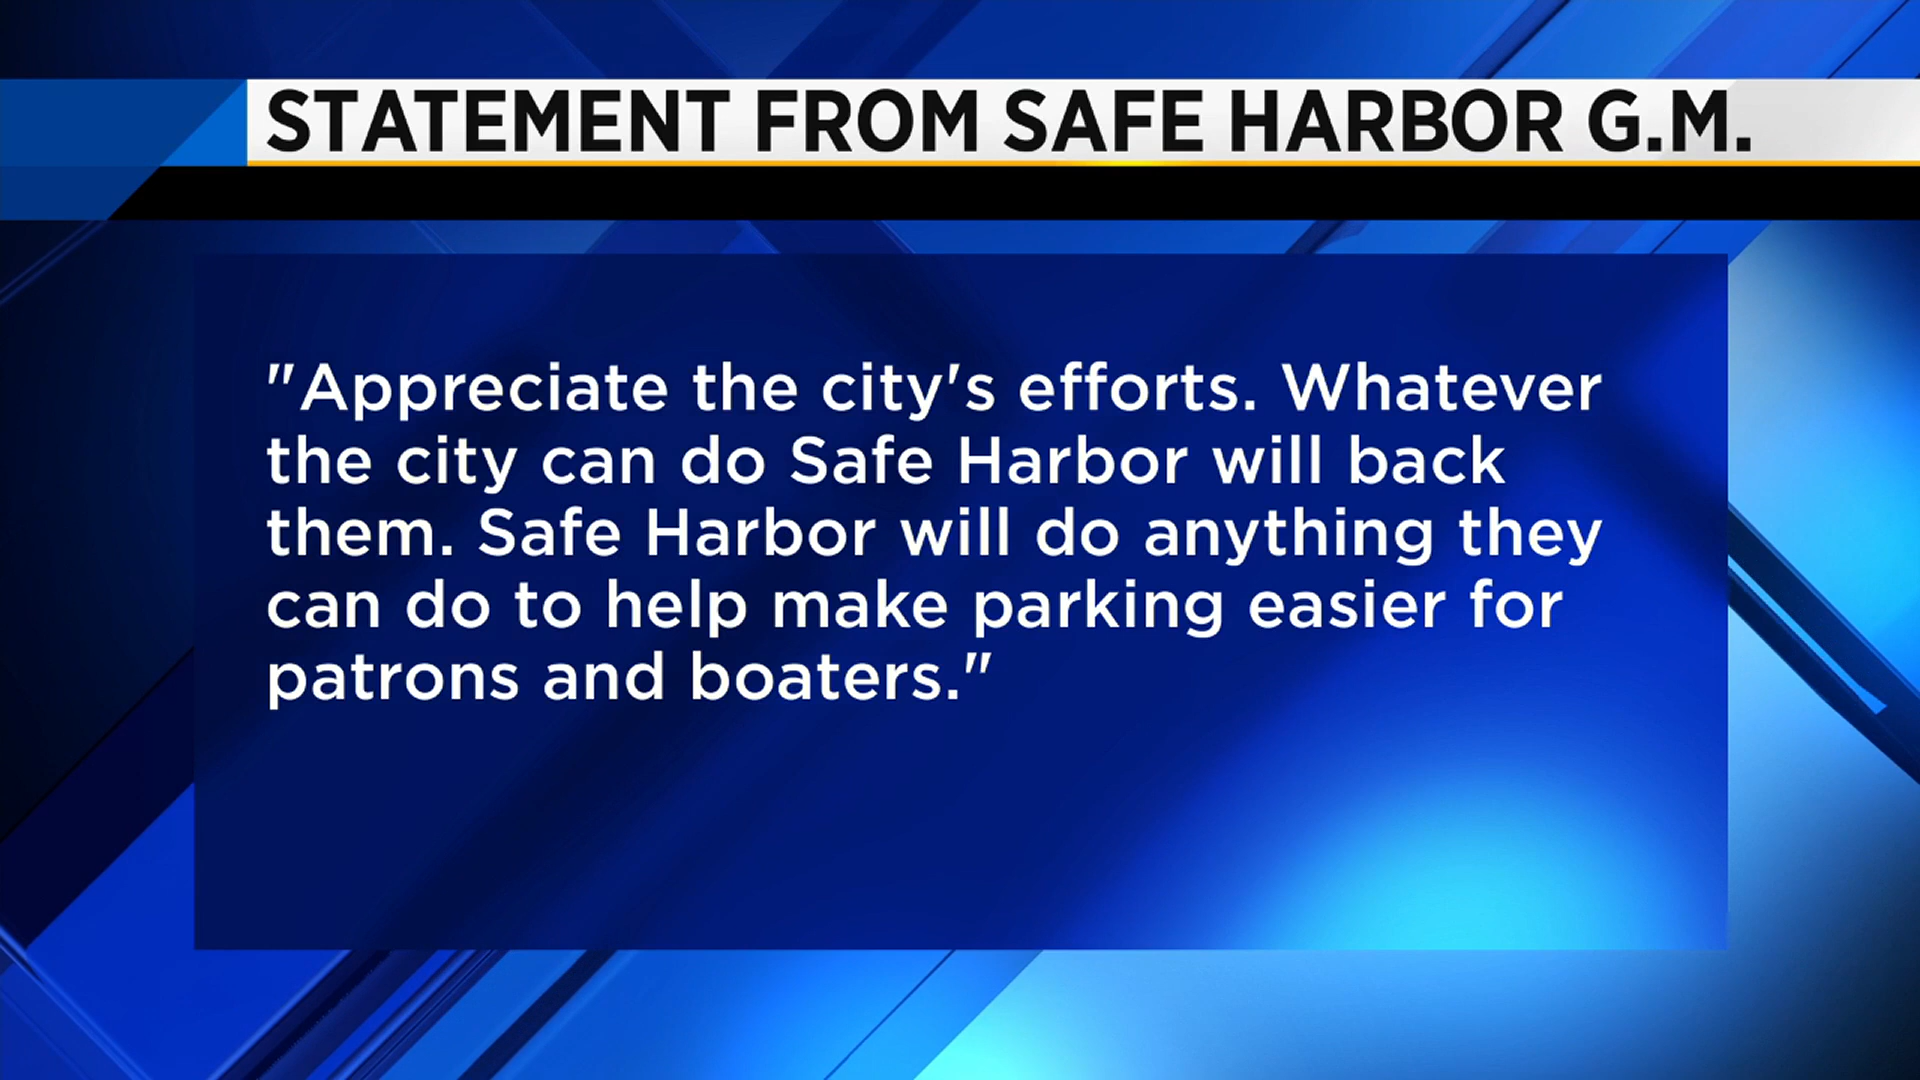 STATEMENT FROM SAFE HARBOR G.M.
"Appreciate the city's efforts. Whatever
the city can do Safe Harbor will back
them. Safe Harbor will do anything they
can do to help make parking easier for
patrons and boaters."